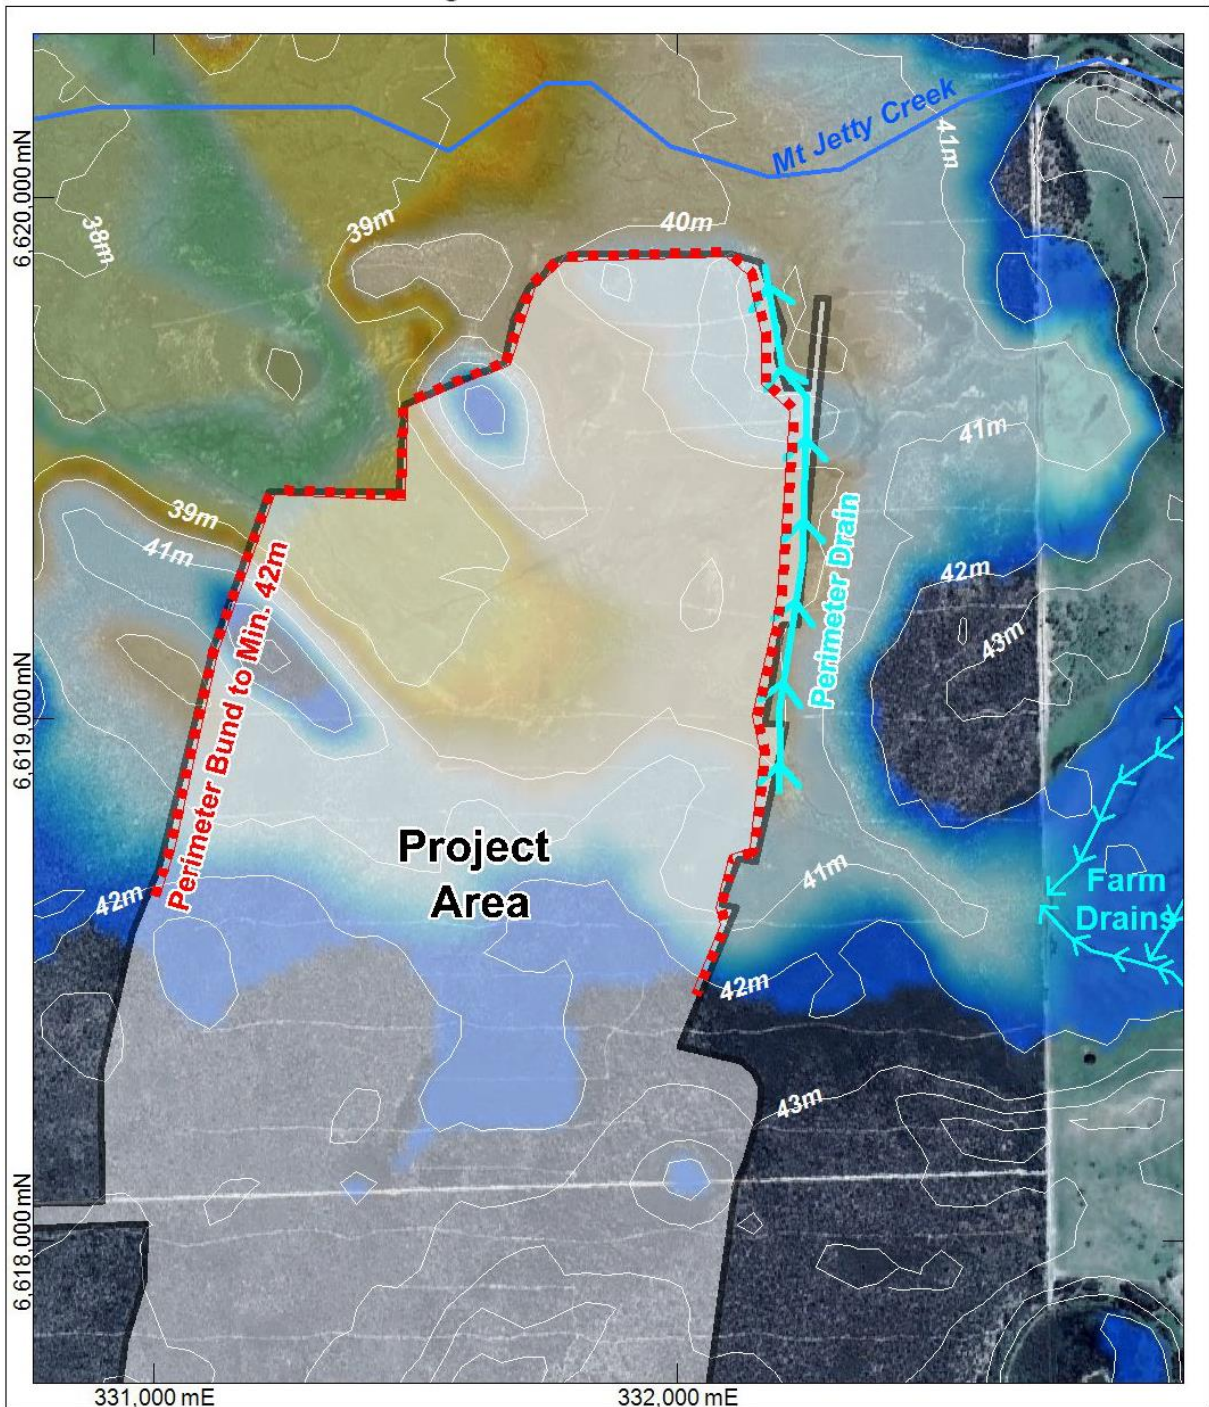 Mt Jetty Creek
41m
6,620,000 mN
39m
40m
38m
41m
39m
41m
42m
43m
Perimeter Bund to Min. 42m
Perimeter Drain
6,619,000 mN
Project
Area
41m
Farm
Drains
42m
42m
43m
6,618,000 mN
331,000 mE
332,000 mE